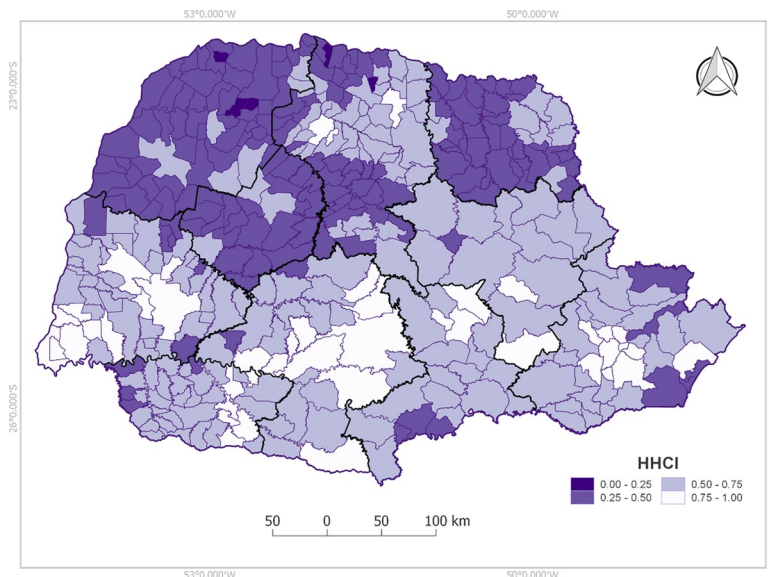 53°0.000'W 50°0.000'W
23°0.000'S
26°0.000'S
HHCI
0.00 - 0.25 0.50 - 0.75
0.25 - 0.50 0.75 - 1.00
50 0 50 100 km
53°0.000'W 50°0.000'W